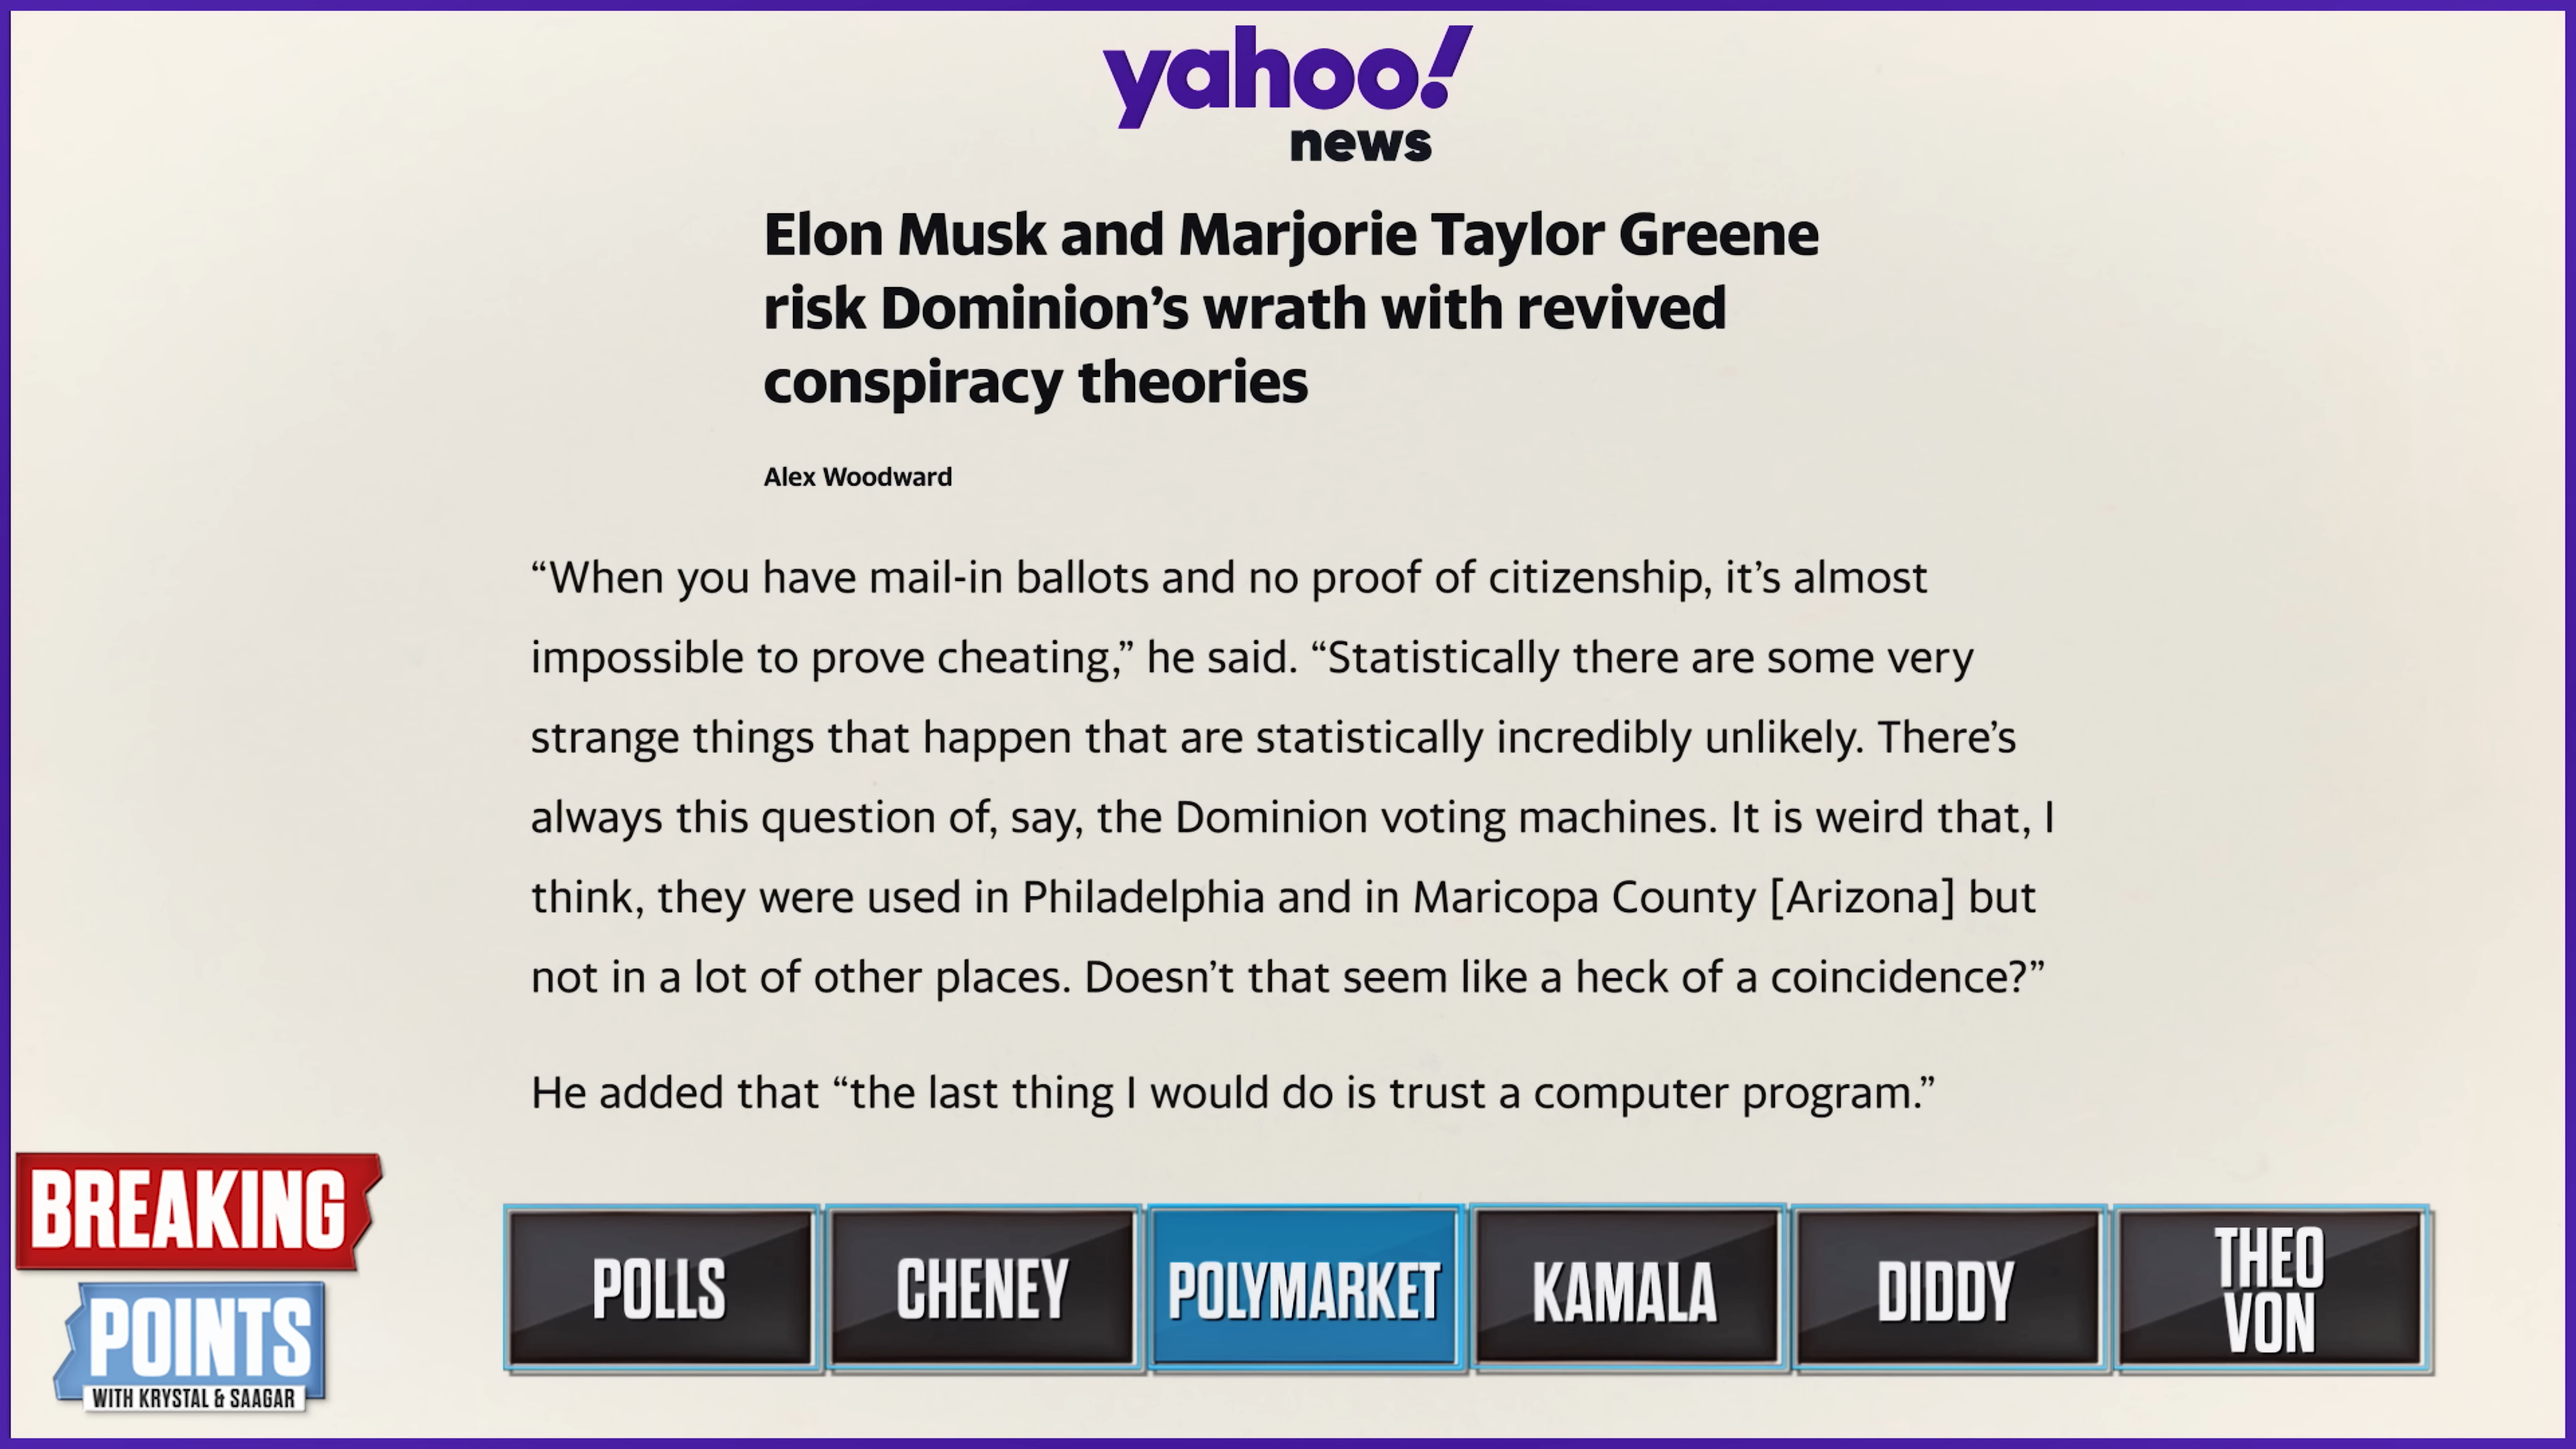 yahoo!
news
Elon Musk and Marjorie Taylor Greene
risk Dominion’s wrath with revived
conspiracy theories
Alex Woodward
“When you have mail-in ballots and no proof of citizenship, it’s almost
impossible to prove cheating,” he said. “Statistically there are some very
strange things that happen that are statistically incredibly unlikely. There’s
always this question of, say, the Dominion voting machines. It is weird that, I
think, they were used in Philadelphia and in Maricopa County [Arizona] but
not in a lot of other places. Doesn’t that seem like a heck of a coincidence?”
He added that “the last thing I would do is trust a computer program.”
BREAKING
POINTS
WITH KRYSTAL & SAAGAR
POLLS
CHENEY
POLYMARKET
KAMALA
DIDDY
THEO
VON